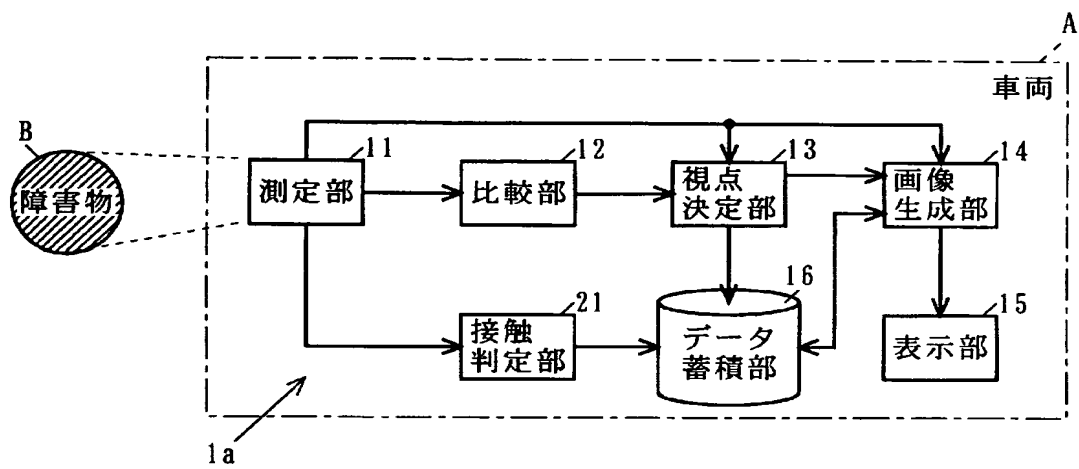 A
車両
B
障害物
11
測定部
12
比較部
13
視点
決定部
14
画像
生成部
21
接触
判定部
16
データ
蓄積部
15
表示部
1a